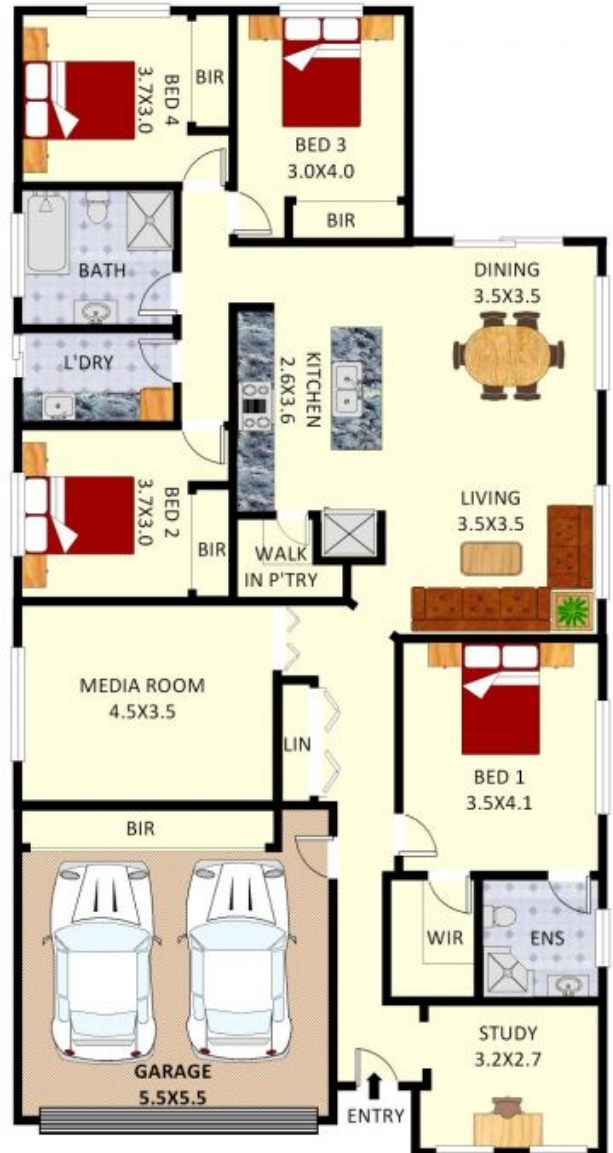 BED 4
3.7X3.0
BIR
BED 3
3.0X4.0
BIR
BATH
DINING
3.5X3.5
L'DRY
KITCHEN
2.6X3.6
BED 2
3.7X3.0
BIR
LIVING
3.5X3.5
WALK
IN P'TRY
MEDIA ROOM
4.5X3.5
LIN
BED 1
3.5X4.1
BIR
WIR
ENS
STUDY
3.2X2.7
GARAGE
5.5X5.5
ENTRY